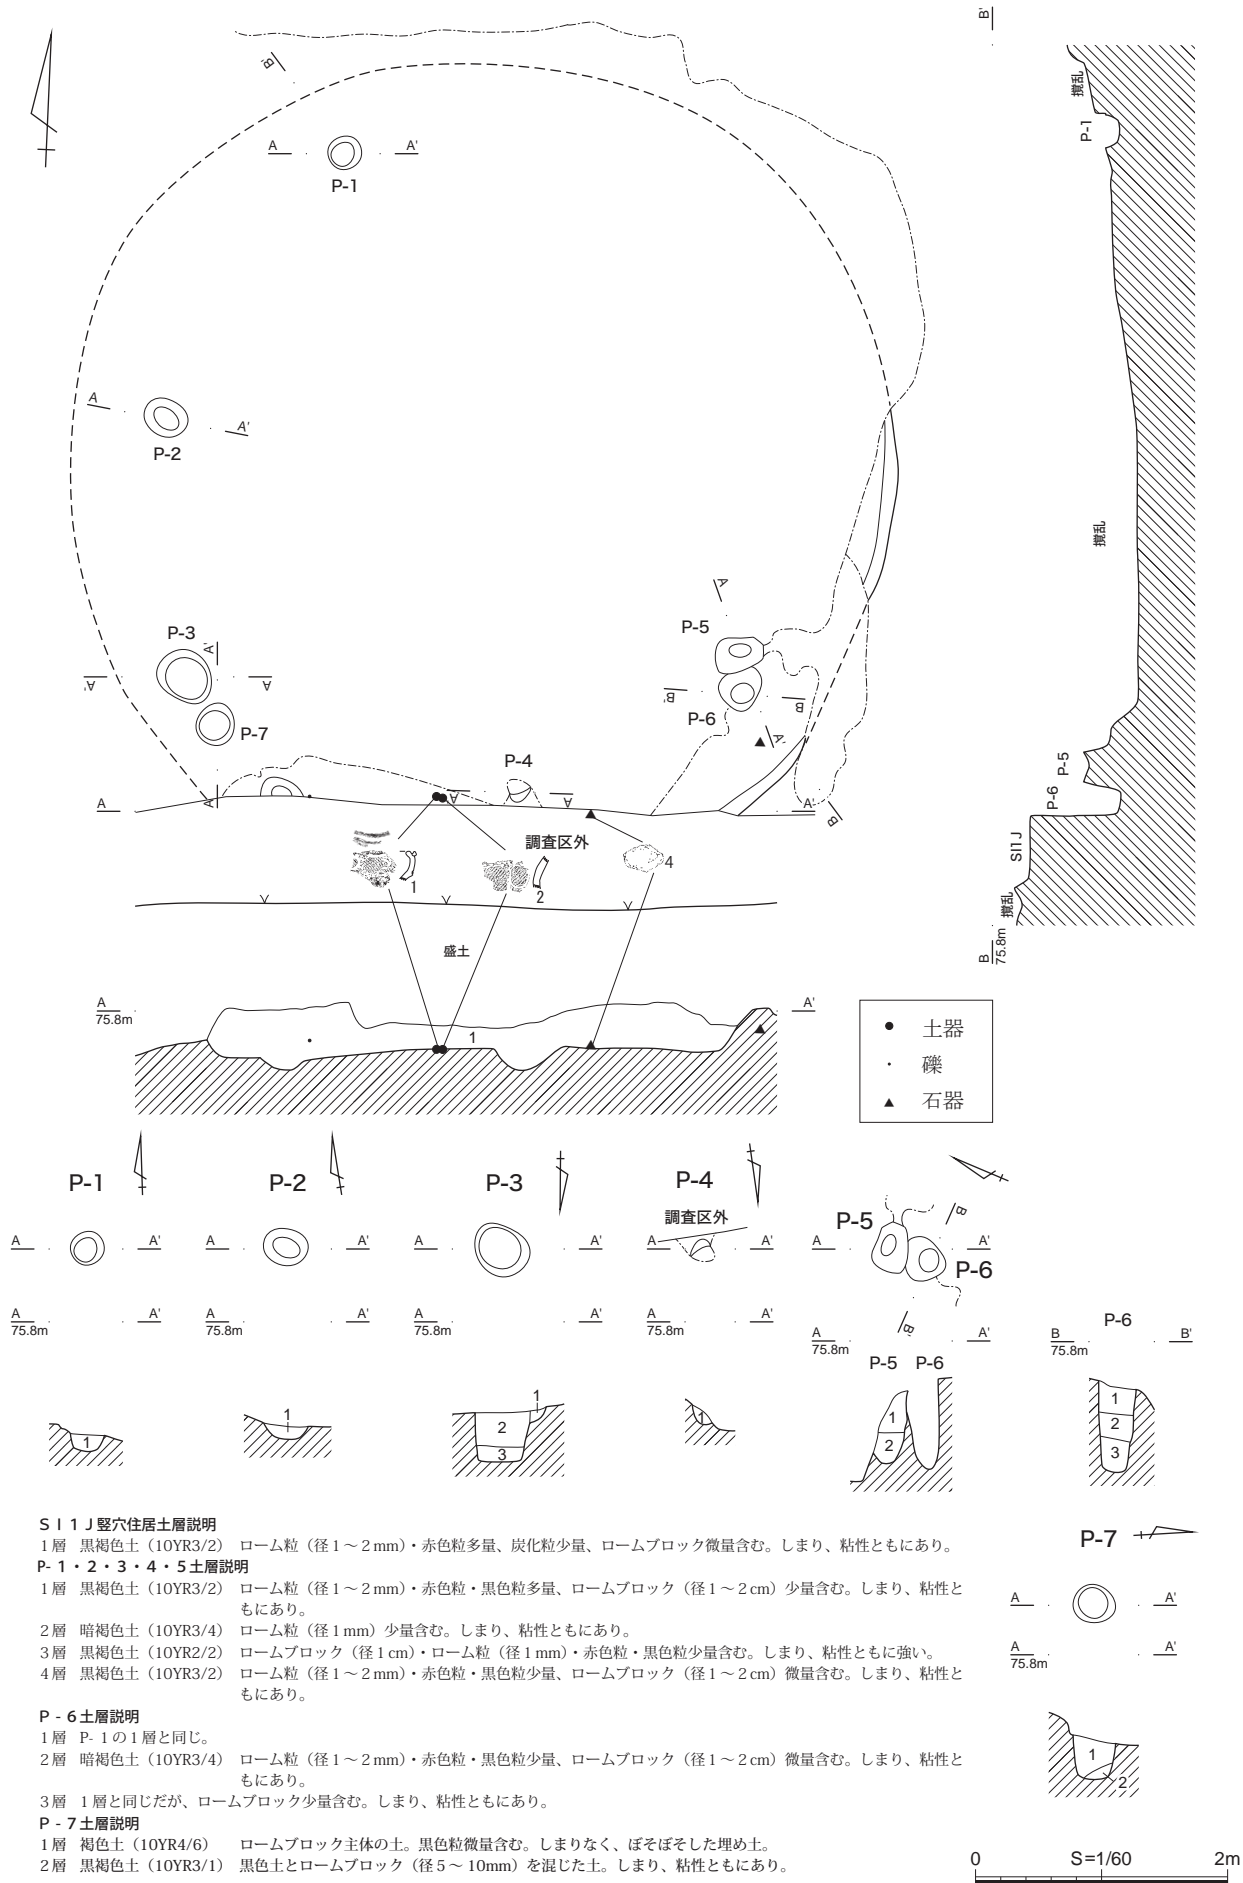 B'
B'
撹乱
P-1
A A'
P-1
A
A'
P-2
撹乱
A
P-5
P-3
A'
A' A
B' B
P-6
P-7
A'
P-4
P-5
P-6
A A
A
A A'
B
調査区外
SI1J
1
2
4
撹乱
盛土
B
75.8m
A
75.8m
A'
1
土器
礫
石器
P-1
P-2
P-3
P-4
調査区外
P-5
P-6
B
B'
A A'
A A'
A A'
A A'
A A'
A
75.8m
A'
A
75.8m
A'
A
75.8m
A'
A
75.8m
A'
A
75.8m
A'
P-6
B
75.8m
B'
P-5 P-6
1
1
1
2
3
1
1
2
1
2
3
SI1J竪穴住居土層説明
1層 黒褐色土（10YR3/2） ローム粒（径1～2mm）・赤色粒多量、炭化粒少量、ロームブロック微量含む。しまり、粘性ともにあり。
P-1・2・3・4・5土層説明
1層 黒褐色土（10YR3/2） ローム粒（径1～2mm）・赤色粒・黒色粒多量、ロームブロック（径1～2cm）少量含む。しまり、粘性と
もにあり。
2層 暗褐色土（10YR3/4） ローム粒（径1mm）少量含む。しまり、粘性ともにあり。
3層 黒褐色土（10YR2/2） ロームブロック（径1cm）・ローム粒（径1mm）・赤色粒・黒色粒少量含む。しまり、粘性ともに強い。
4層 黒褐色土（10YR3/2） ローム粒（径1～2mm）・赤色粒・黒色粒少量、ロームブロック（径1～2cm）微量含む。しまり、粘性と
もにあり。
P-6土層説明
1層 P-1の1層と同じ。
2層 暗褐色土（10YR3/4） ローム粒（径1～2mm）・赤色粒・黒色粒少量、ロームブロック（径1～2cm）微量含む。しまり、粘性と
もにあり。
3層 1層と同じだが、ロームブロック少量含む。しまり、粘性ともにあり。
P-7土層説明
1層 褐色土（10YR4/6） ロームブロック主体の土。黒色粒微量含む。しまりなく、ぼそぼそした埋め土。
2層 黒褐色土（10YR3/1） 黒色土とロームブロック（径5～10mm）を混じた土。しまり、粘性ともにあり。
P-7
A A'
A
75.8m
A'
1
2
0 S=1/60 2m